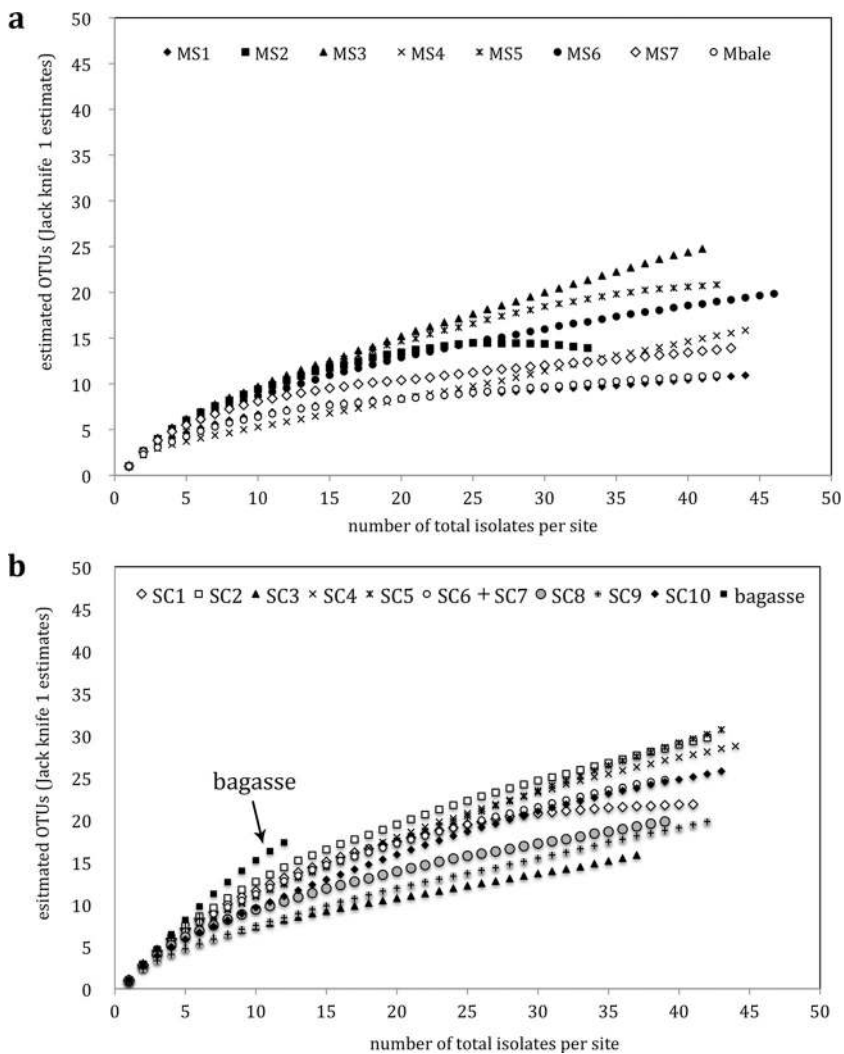 a
50
45
40
35
30
25
20
15
10
5
0
estimated OTUs (Jack knife 1 estimates)
MS1 MS2 MS3 MS4 MS5 MS6 MS7 Mbale
0 5 10 15 20 25 30 35 40 45 50
number of total isolates per site
b
50
45
40
35
30
25
20
15
10
5
0
esitmated OTUs (Jack knife 1 estimates)
SC1 SC2 SC3 SC4 SC5 SC6 SC7 SC8 SC9 SC10 bagasse
bagasse
0 5 10 15 20 25 30 35 40 45 50
number of total isolates per site